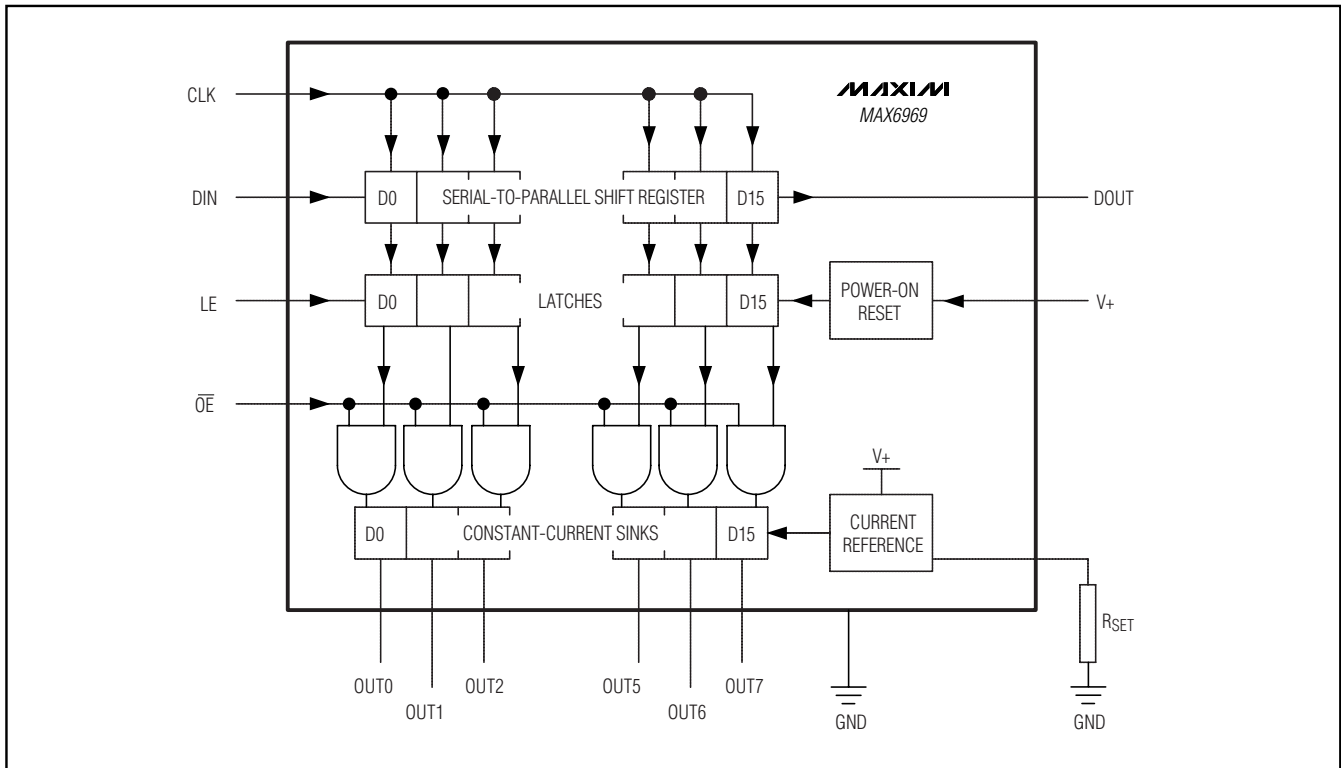 MAXIM
MAX6969
CLK
DIN
D0
SERIAL-TO-PARALLEL SHIFT REGISTER
D15
DOUT
LE
D0
LATCHES
D15
POWER-ON
RESET
V+
OE
V+
D0
CONSTANT-CURRENT SINKS
D15
CURRENT
REFERENCE
RSET
OUT0
OUT1
OUT2
OUT5
OUT6
OUT7
GND
GND